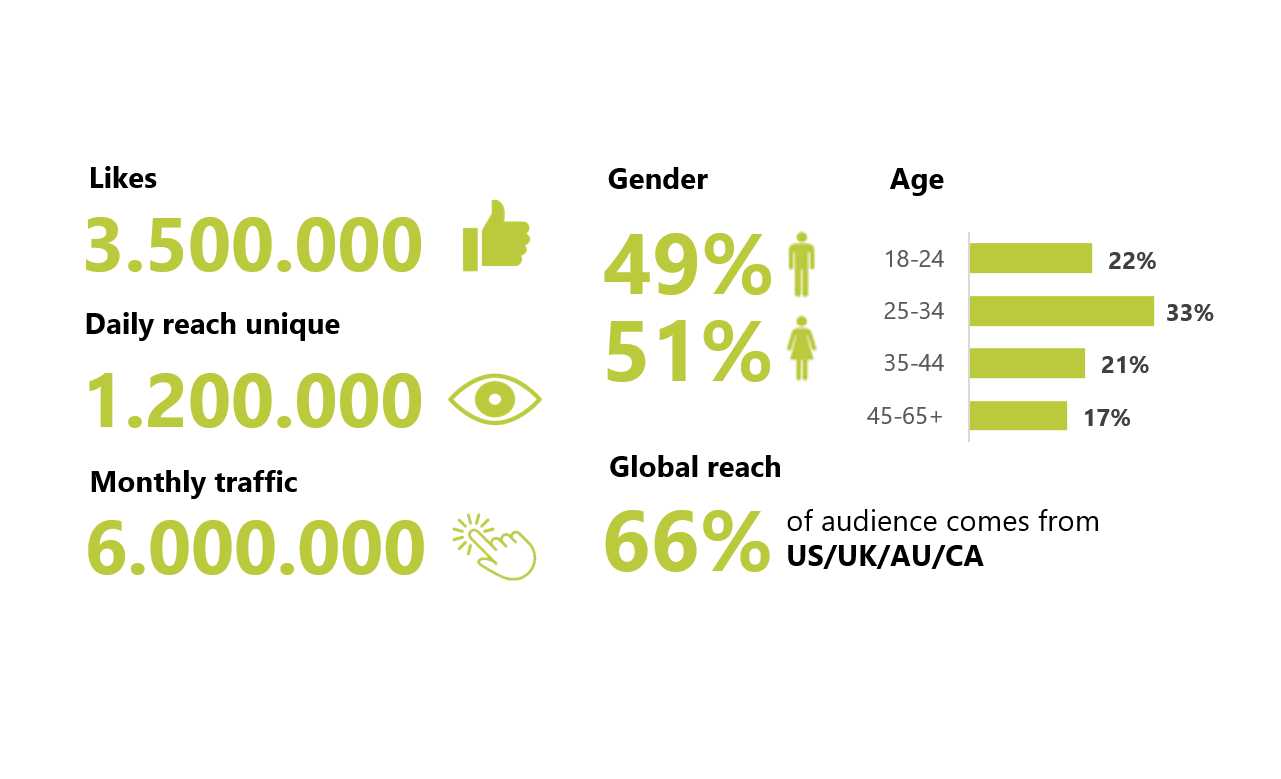 Likes
3.500.000
Daily reach unique
1.200.000
Monthly traffic
6.000.000
Gender
49%
51%
Age
18-24 22%
25-34 33%
35-44 21%
45-65+ 17%
Global reach
66%
of audience comes from
US/UK/AU/CA